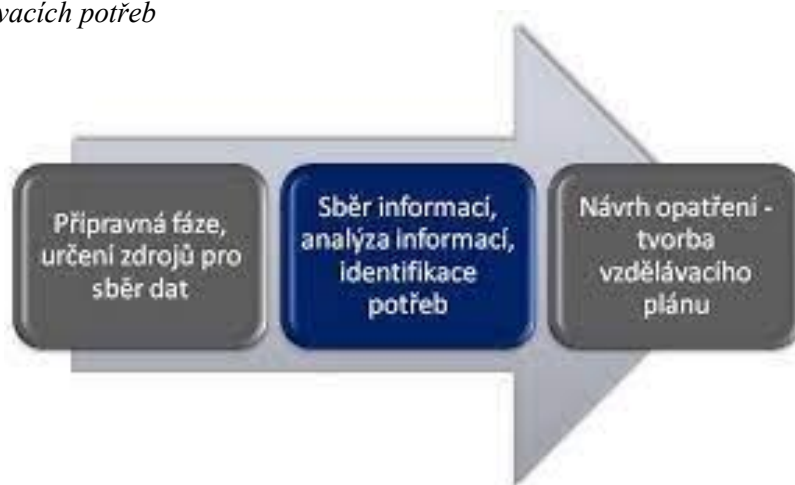 vacích potřeb
Přípravná fáze,
určení zdrojů pro
sběr dat
Sběr informací,
analýza informací,
identifikace
potřeb
Návrh opatření -
tvorba
vzdělávacího
plánu